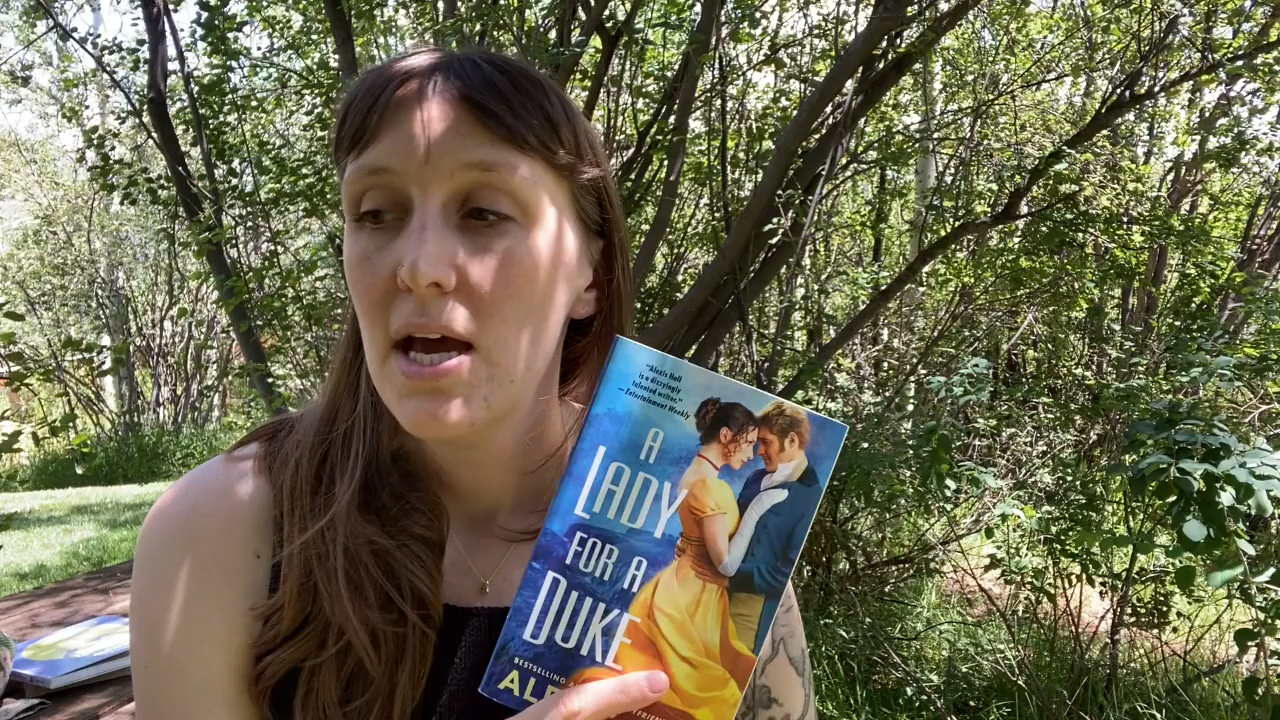 "Alexis Hall
is a dizzyingly
talented writer."
—Entertainment Weekly
A
LADY
FOR A
DUKE
BESTSELLING